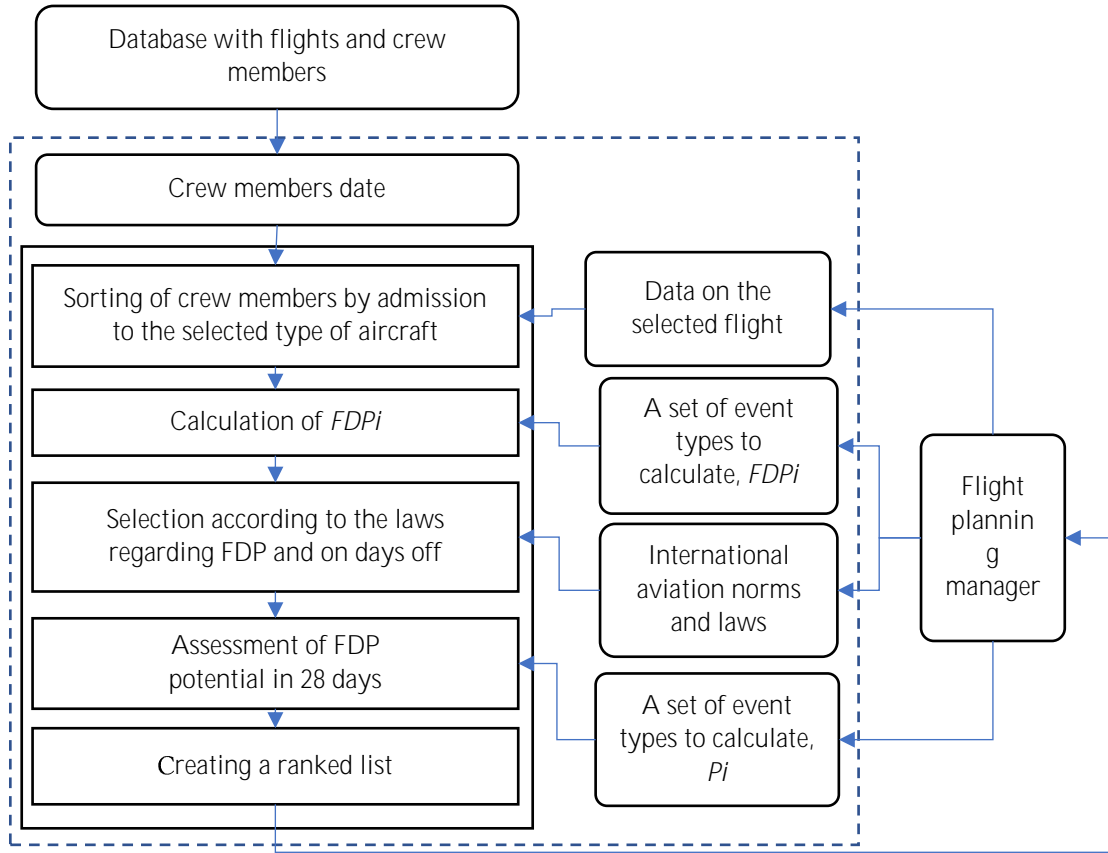 Database with flights and crew
members
Crew members date
Sorting of crew members by admission
to the selected type of aircraft
Data on the
selected flight
Calculation of FDPi
A set of event
types to
calculate, FDPi
Selection according to the laws
regarding FDP and on days off
International
aviation norms
and laws
Flight
plannin
g
manager
Assessment of FDP
potential in 28 days
A set of event
types to calculate,
Pi
Creating a ranked list